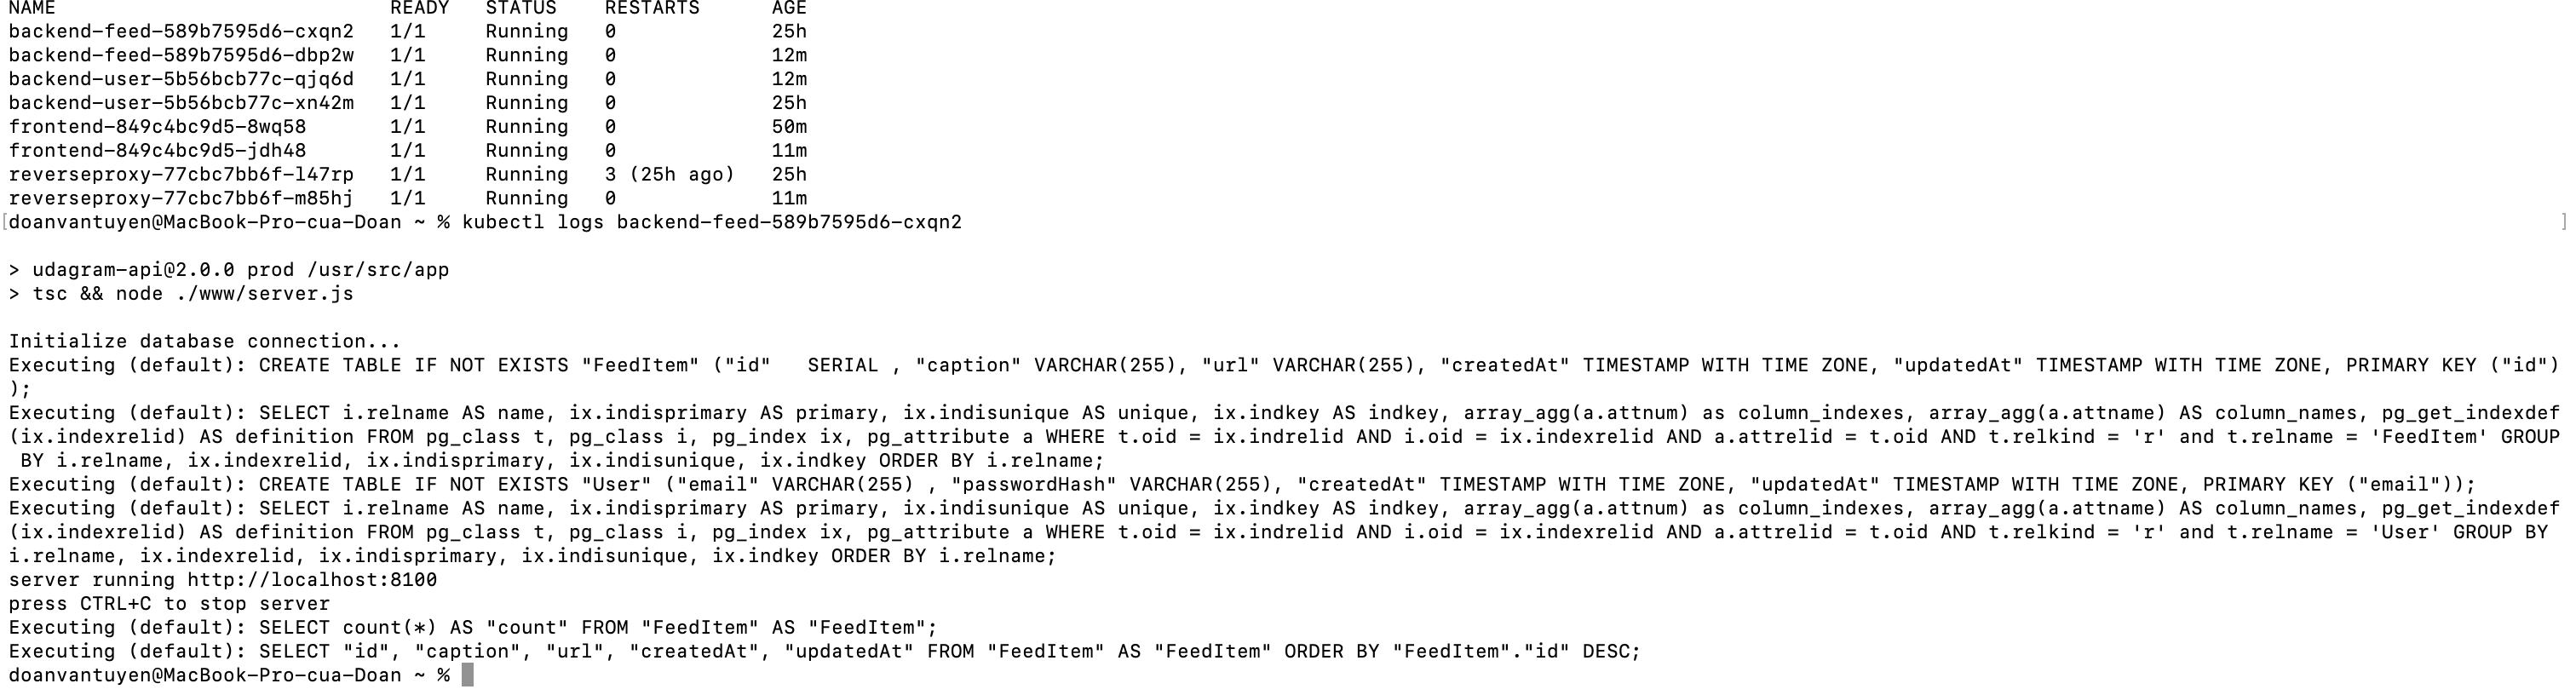 NAME                            READY   STATUS    RESTARTS      AGE
backend-feed-589b7595d6-cxqn2   1/1     Running   0             25h
backend-feed-589b7595d6-dbp2w   1/1     Running   0             12m
backend-user-5b56bcb77c-qjq6d   1/1     Running   0             12m
backend-user-5b56bcb77c-xn42m   1/1     Running   0             25h
frontend-849c4bc9d5-8wq58       1/1     Running   0             50m
frontend-849c4bc9d5-jdh48       1/1     Running   0             11m
reverseproxy-77cbc7bb6f-l47rp   1/1     Running   3 (25h ago)   25h
reverseproxy-77cbc7bb6f-m85hj   1/1     Running   0             11m
[doanvantuyen@MacBook-Pro-cua-Doan ~ % kubectl logs backend-feed-589b7595d6-cxqn2 ]
> udagram-api@2.0.0 prod /usr/src/app
> tsc && node ./www/server.js
Initialize database connection...
Executing (default): CREATE TABLE IF NOT EXISTS "FeedItem" ("id"   SERIAL , "caption" VARCHAR(255), "url" VARCHAR(255), "createdAt" TIMESTAMP WITH TIME ZONE, "updatedAt" TIMESTAMP WITH TIME ZONE, PRIMARY KEY ("id")
);
Executing (default): SELECT i.relname AS name, ix.indisprimary AS primary, ix.indisunique AS unique, ix.indkey AS indkey, array_agg(a.attnum) as column_indexes, array_agg(a.attname) AS column_names, pg_get_indexdef
(ix.indexrelid) AS definition FROM pg_class t, pg_class i, pg_index ix, pg_attribute a WHERE t.oid = ix.indrelid AND i.oid = ix.indexrelid AND a.attrelid = t.oid AND t.relkind = 'r' and t.relname = 'FeedItem' GROUP
 BY i.relname, ix.indexrelid, ix.indisprimary, ix.indisunique, ix.indkey ORDER BY i.relname;
Executing (default): CREATE TABLE IF NOT EXISTS "User" ("email" VARCHAR(255) , "passwordHash" VARCHAR(255), "createdAt" TIMESTAMP WITH TIME ZONE, "updatedAt" TIMESTAMP WITH TIME ZONE, PRIMARY KEY ("email"));
Executing (default): SELECT i.relname AS name, ix.indisprimary AS primary, ix.indisunique AS unique, ix.indkey AS indkey, array_agg(a.attnum) as column_indexes, array_agg(a.attname) AS column_names, pg_get_indexdef
(ix.indexrelid) AS definition FROM pg_class t, pg_class i, pg_index ix, pg_attribute a WHERE t.oid = ix.indrelid AND i.oid = ix.indexrelid AND a.attrelid = t.oid AND t.relkind = 'r' and t.relname = 'User' GROUP BY
i.relname, ix.indexrelid, ix.indisprimary, ix.indisunique, ix.indkey ORDER BY i.relname;
server running http://localhost:8100
press CTRL+C to stop server
Executing (default): SELECT count(*) AS "count" FROM "FeedItem" AS "FeedItem";
Executing (default): SELECT "id", "caption", "url", "createdAt", "updatedAt" FROM "FeedItem" AS "FeedItem" ORDER BY "FeedItem"."id" DESC;
doanvantuyen@MacBook-Pro-cua-Doan ~ %